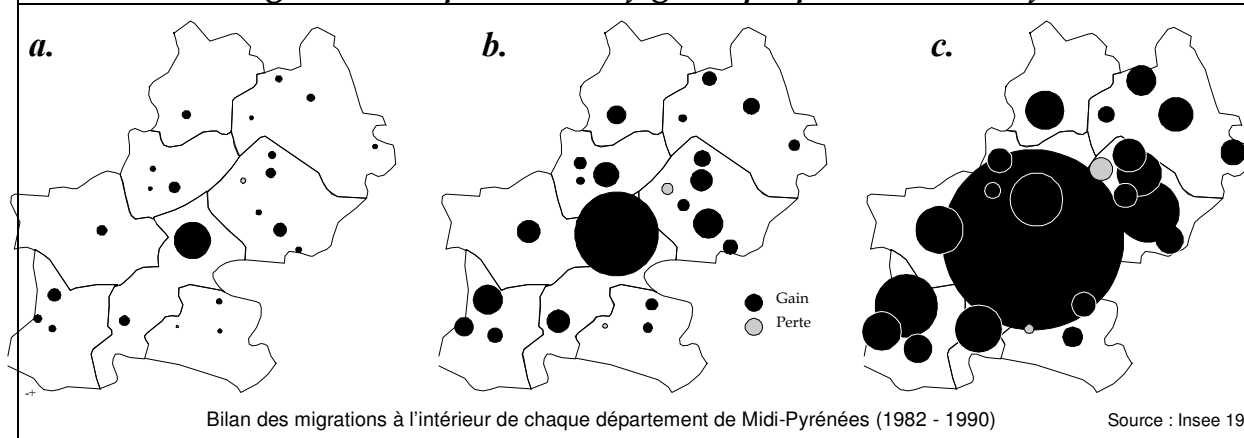 a.
b.
c.
Gain
Perte
Bilan des migrations à l'intérieur de chaque département de Midi-Pyrénées (1982 - 1990)
Source : Insee 19